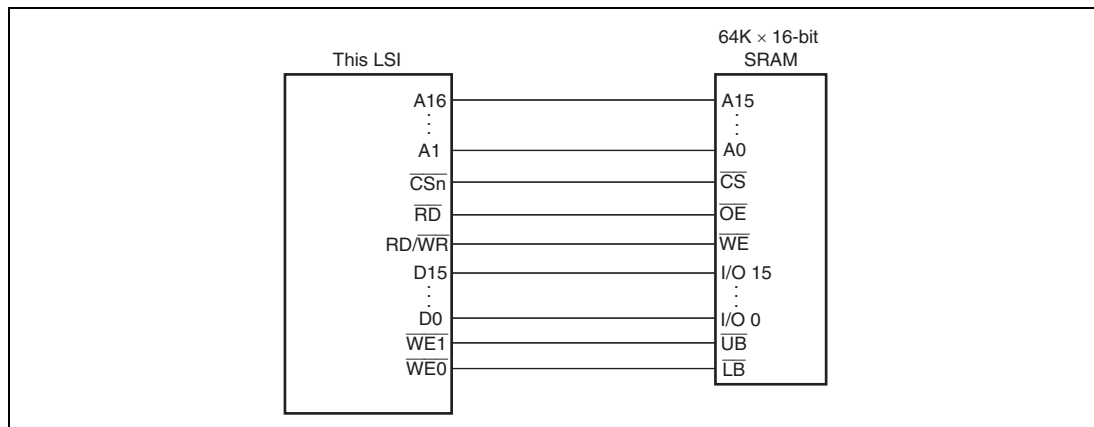 64K × 16-bit
This LSI SRAM
A16 A15
A1 A0
CSn CS
RD OE
RD/WR WE
D15 I/O 15
D0 I/O 0
WE1 UB
WE0 LB